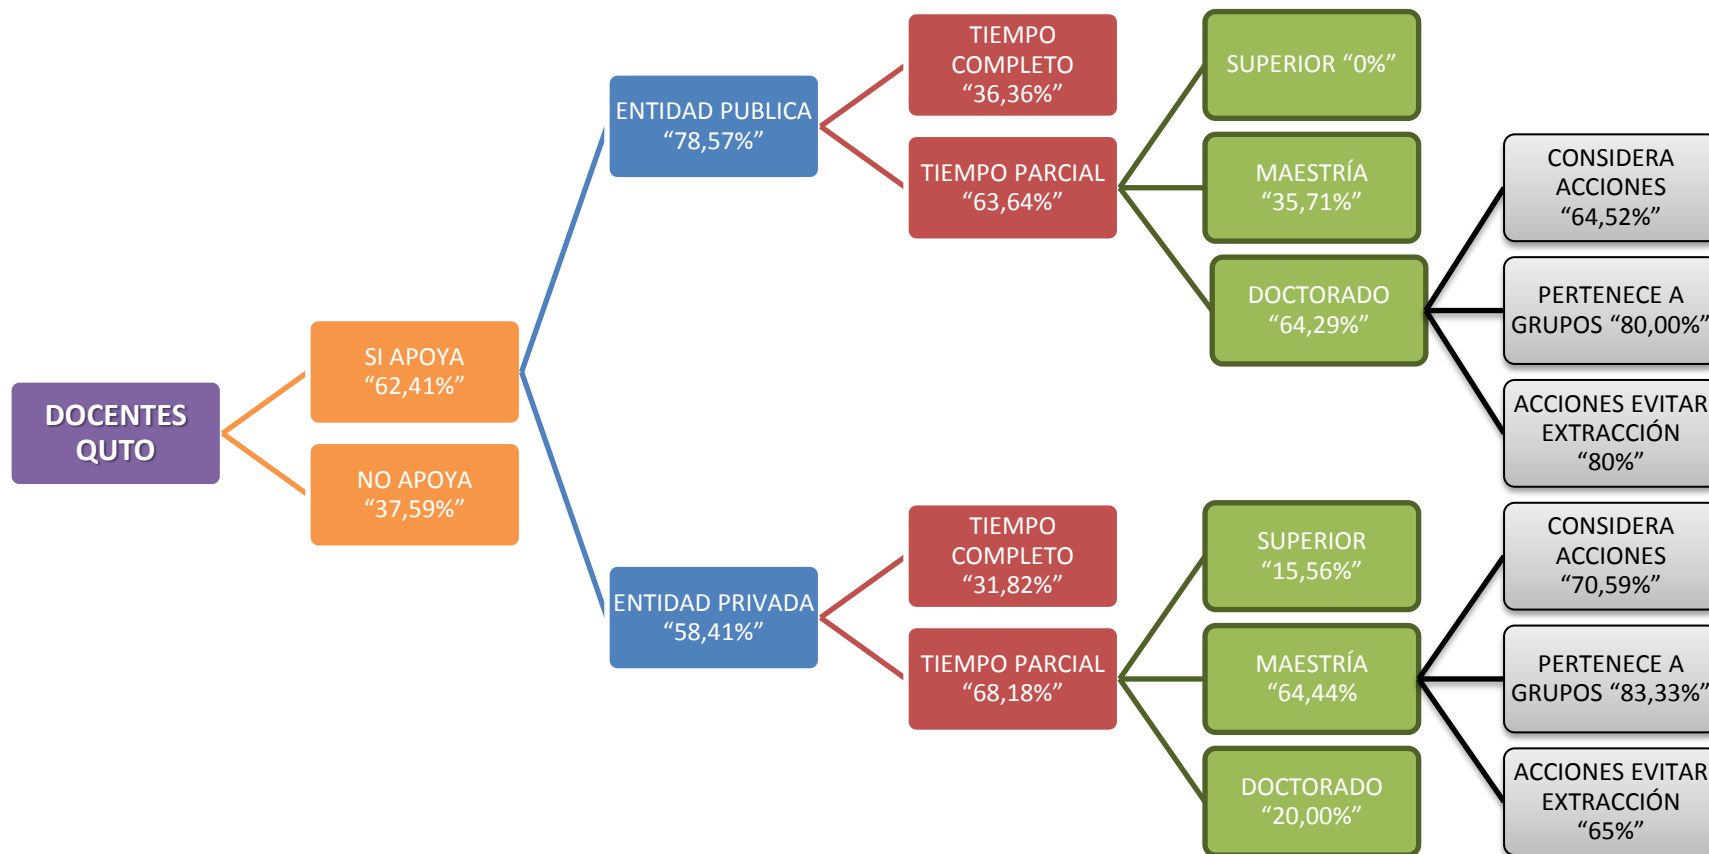 DOCENTES
QUTO
SI APOYA
“62,41%”
NO APOYA
“37,59%”
ENTIDAD PUBLICA
“78,57%”
ENTIDAD PRIVADA
“58,41%”
TIEMPO
COMPLETO
“36,36%”
TIEMPO PARCIAL
“63,64%”
TIEMPO
COMPLETO
“31,82%”
TIEMPO PARCIAL
“68,18%”
SUPERIOR “0%”
MAESTRÍA
“35,71%”
DOCTORADO
“64,29%”
SUPERIOR
“15,56%”
MAESTRÍA
“64,44%
DOCTORADO
“20,00%”
CONSIDERA
ACCIONES
“64,52%”
PERTENECE A
GRUPOS “80,00%”
ACCIONES EVITAR
EXTRACCIÓN
“80%”
CONSIDERA
ACCIONES
“70,59%”
PERTENECE A
GRUPOS “83,33%”
ACCIONES EVITAR
EXTRACCIÓN
“65%”